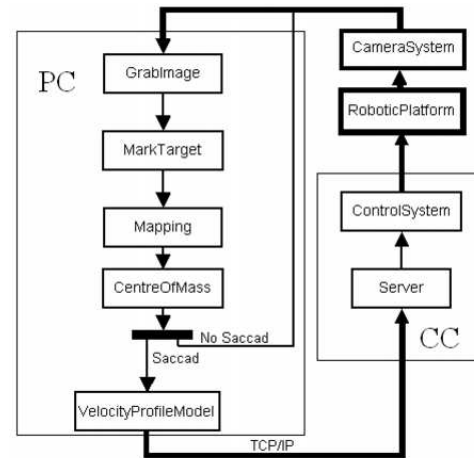 PC
GrabImage
MarkTarget
Mapping
CentreOfMass
No Saccad
Saccad
VelocityProfileModel
TCP/IP
CameraSystem
RoboticPlatform
ControlSystem
Server
CC